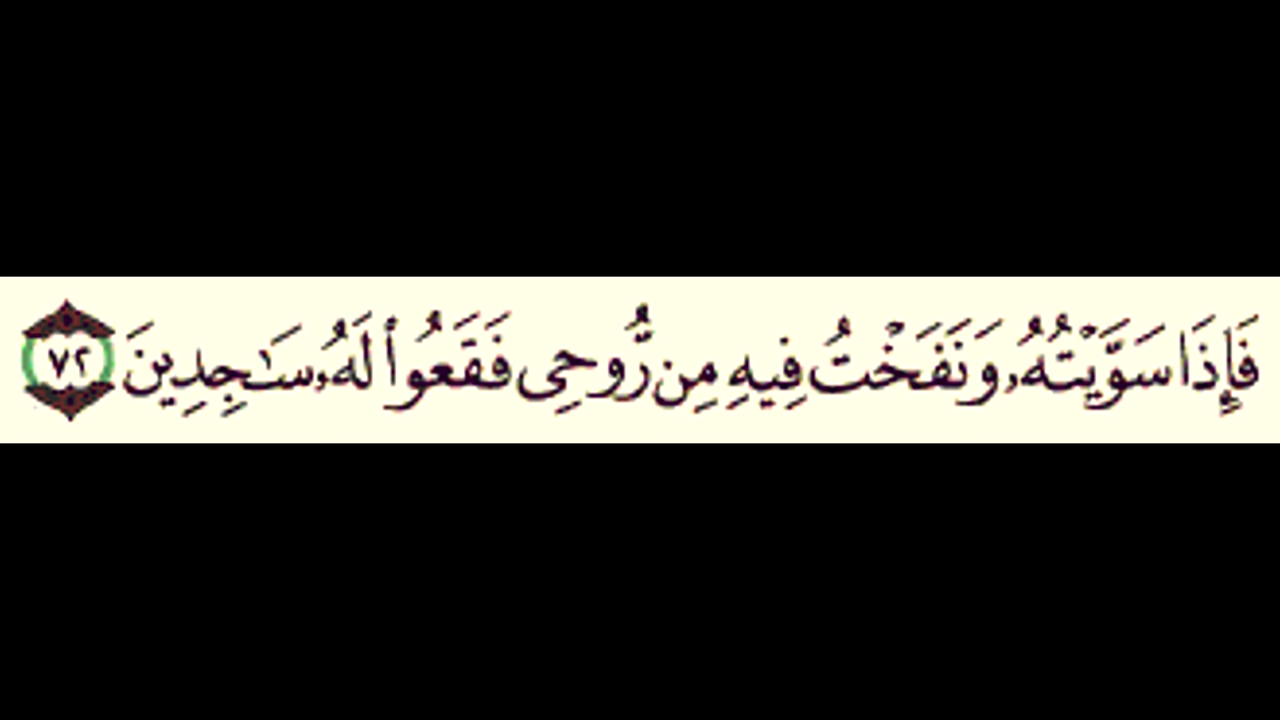 فَإِذَا سَوَّيْتُهُۥ وَنَفَخْتُ فِيهِ مِن رُّوحِى فَقَعُوا۟ لَهُۥ سَـٰجِدِينَ ٧٢